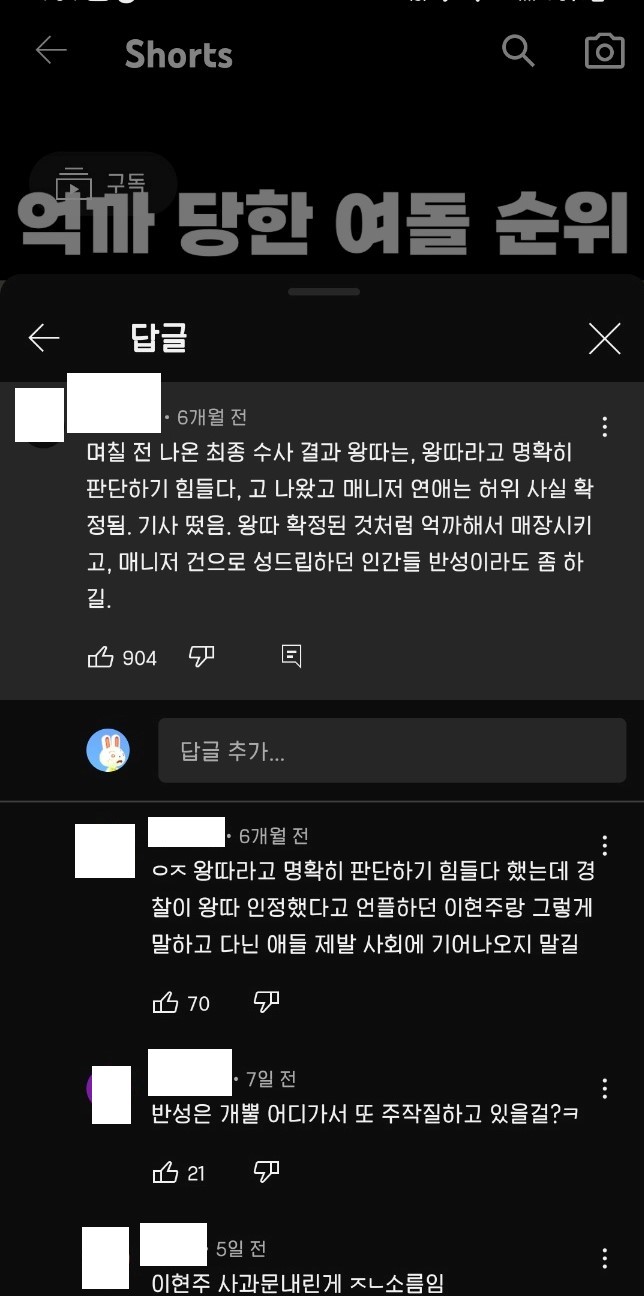 Shorts
구독
억까 당한 여돌 순위
답글
• 6개월 전
며칠 전 나온 최종 수사 결과 왕따는, 왕따라고 명확히
판단하기 힘들다, 고 나왔고 매니저 연애는 허위 사실 확
정됨. 기사 떴음. 왕따 확정된 것처럼 억까해서 매장시키
고, 매니저 건으로 성드립하던 인간들 반성이라도 좀 하
길.
904
답글 추가...
• 6개월 전
ㅇㅈ 왕따라고 명확히 판단하기 힘들다 했는데 경
찰이 왕따 인정했다고 언플하던 이현주랑 그렇게
말하고 다닌 애들 제발 사회에 기어나오지 말길
70
• 7일 전
반성은 개뿔 어디가서 또 주작질하고 있을걸?ㅋ
21
5일 전
이현주 사과문내린게 ㅈㄴ소름임